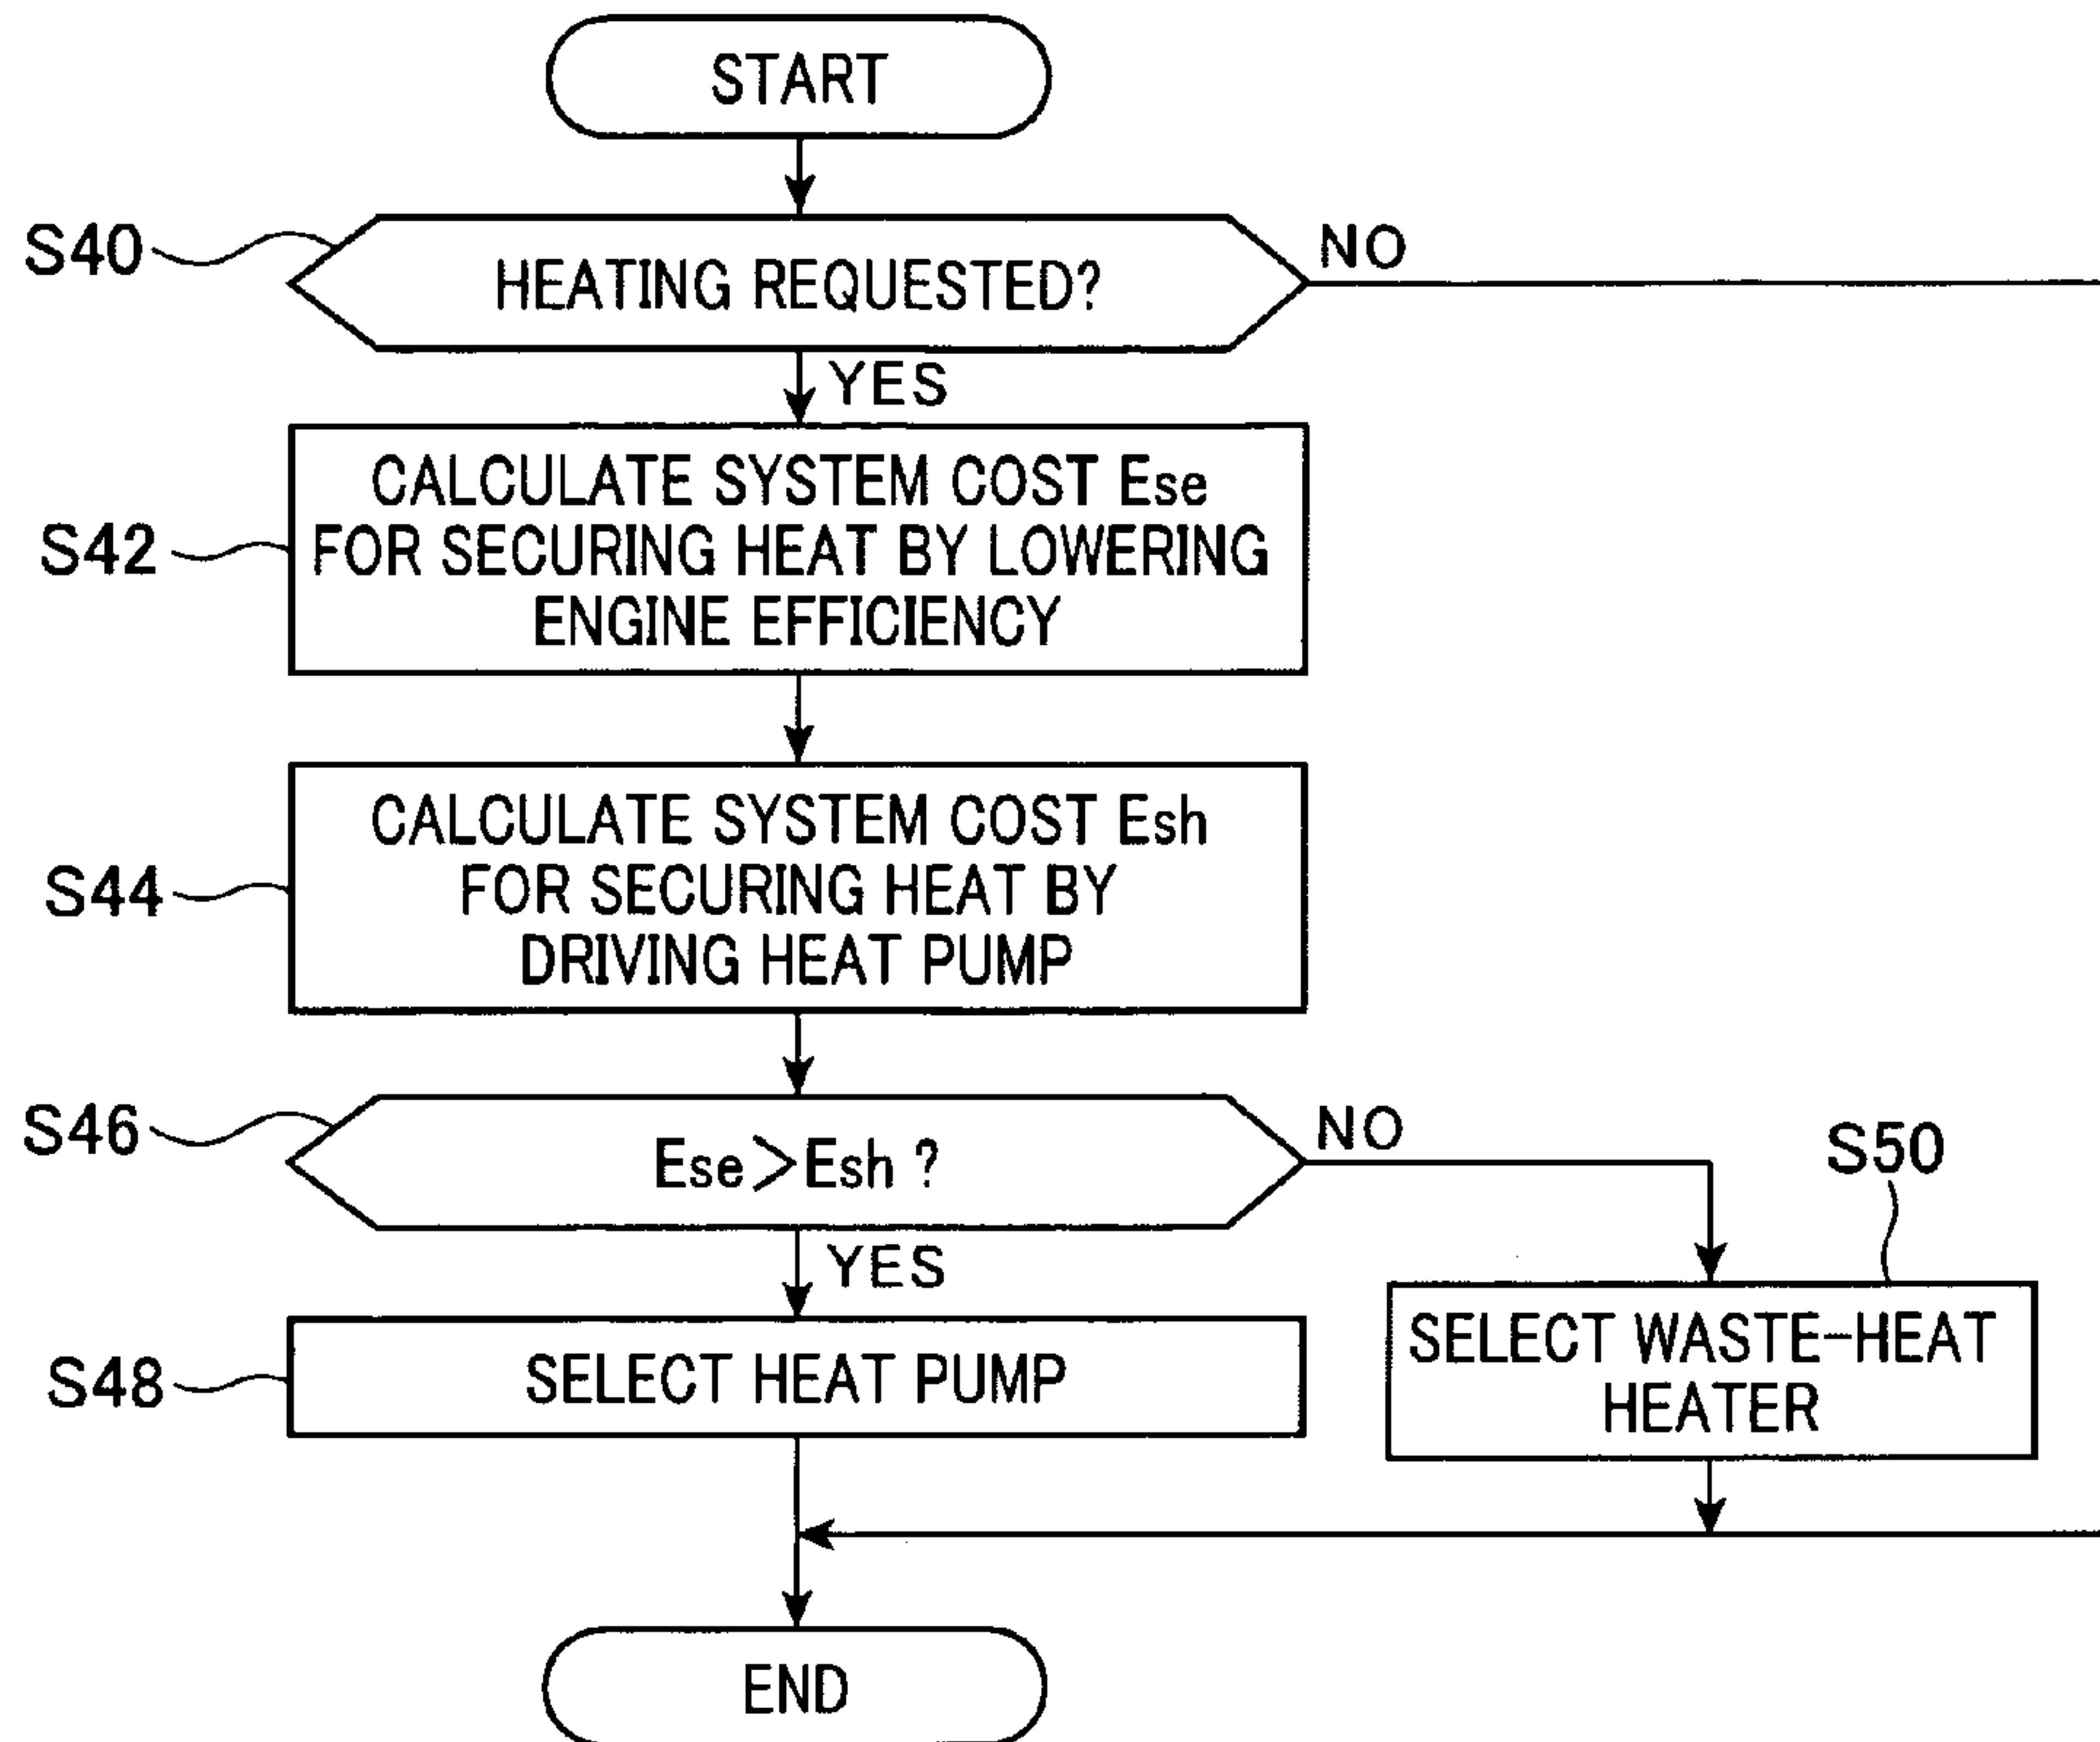 START
S40
HEATING REQUESTED?
NO
YES
S42
CALCULATE SYSTEM COST Ese
FOR SECURING HEAT BY LOWERING
ENGINE EFFICIENCY
S44
CALCULATE SYSTEM COST Esh
FOR SECURING HEAT BY
DRIVING HEAT PUMP
S46
Ese>Esh ?
NO
YES
S50
S48
SELECT HEAT PUMP
SELECT WASTE-HEAT
HEATER
END